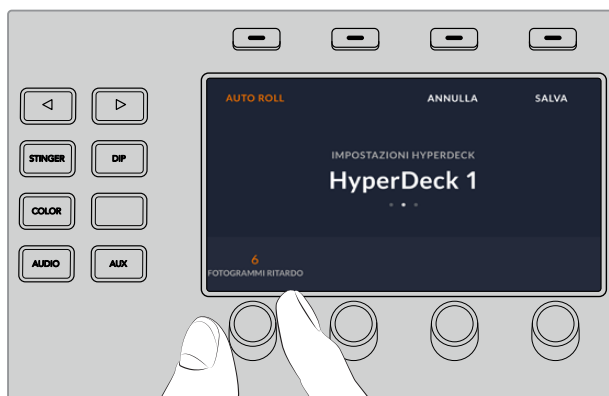 AUTO ROLL ANNULLA SALVA
IMPOSTAZIONI HYPERDECK
HyperDeck 1
STINGER DIP
COLOR
AUDIO AUX
6
FOTOGRAMMI RITARDO